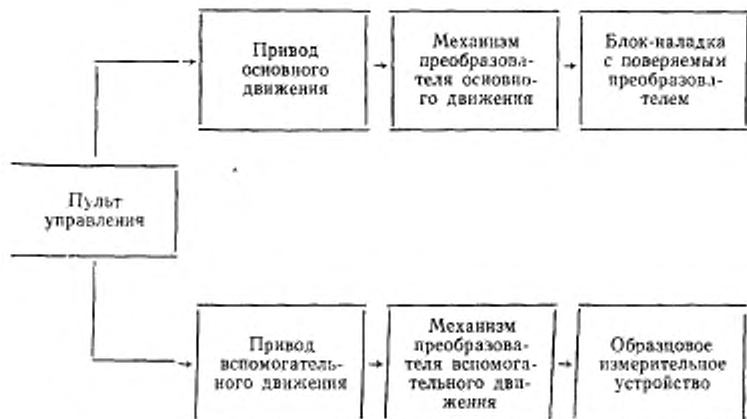 Привод
основного
движения
Механизм
преобразова-
теля основно-
го движения
Блок-наладка
с поверяемым
преобразова-
телем
Пульт
управления
Привод
вспомогатель-
ного движения
Механизм
преобразова-
теля вспомога-
тельного дви-
жения
Образцовое
измерительное
устройство